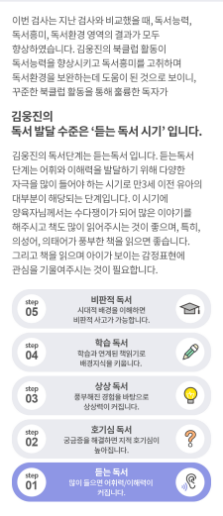 이번 검사는 지난 검사와 비교했을 때, 독서능력,
독서흥미, 독서환경 영역의 결과가 모두
향상하였습니다. 김웅진의 북클럽 활동이
독서능력을 향상시키고 독서흥미를 고취하며
독서환경을 보완하는데 도움이 된 것으로 보이니,
꾸준한 북클럽 활동을 통해 훌륭한 독자가
김웅진의
독서 발달 수준은 '듣는 독서 시기' 입니다.
김웅진의 독서단계는 듣는독서 입니다. 듣는독서
단계는 어휘와 이해력을 발달하기 위해 다양한
자극을 많이 들어야 하는 시기로 만3세 이전 유아의
대부분이 해당되는 단계입니다. 이 시기에
양육자님께서는 수다쟁이가 되어 많은 이야기를
해주시고 책도 많이 읽어주시는 것이 좋으며, 특히,
의성어, 의태어가 풍부한 책을 읽으면 좋습니다.
그리고 책을 읽으며 아이가 보이는 감정표현에
관심을 기울여주시는 것이 필요합니다.
step
05
비판적 독서
시대적 배경을 이해하면
비판적 사고가 가능합니다.
step
04
학습 독서
학습과 연계된 책읽기로
배경지식을 키웁니다.
step
03
상상 독서
풍부해진 경험을 바탕으로
상상력이 커집니다.
step
02
호기심 독서
궁금증을 해결하면 지적 호기심이
높아집니다.
step
01
듣는 독서
많이 들으면 어휘력/이해력이
커집니다.